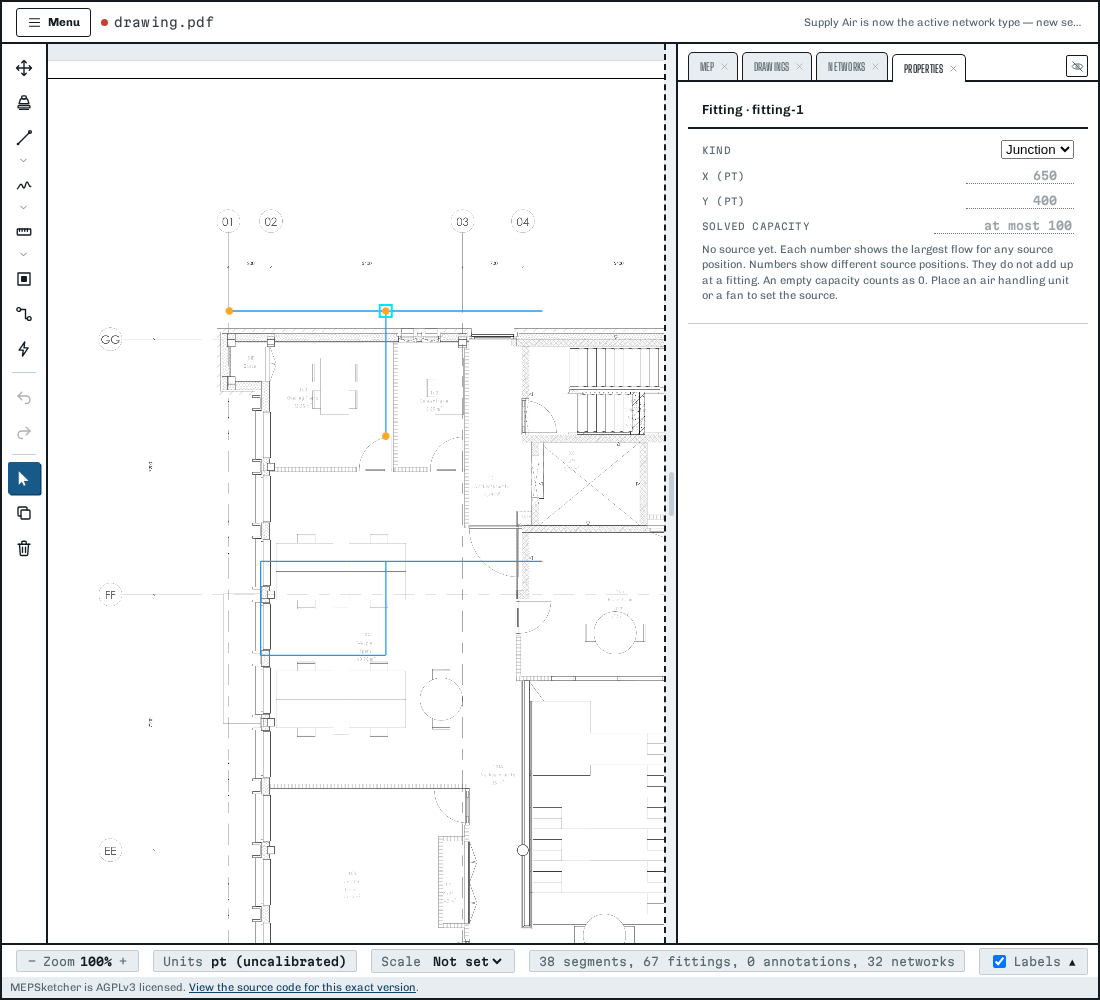 Menu
drawing.pdf
Supply Air is now the active network type — new se...
MEP
DRAWINGS
NETWORKS
PROPERTIES
Fitting · fitting-1
KIND
Junction
X (PT)
650
Y (PT)
400
SOLVED CAPACITY
at most 100
No source yet. Each number shows the largest flow for any source
position. Numbers show different source positions. They do not add up
at a fitting. An empty capacity counts as 0. Place an air handling unit
or a fan to set the source.
01
02
03
04
GG
FF
EE
− Zoom 100% +
Units pt (uncalibrated)
Scale Not set
38 segments, 67 fittings, 0 annotations, 32 networks
Labels ▲
MEPSketcher is AGPLv3 licensed. View the source code for this exact version.